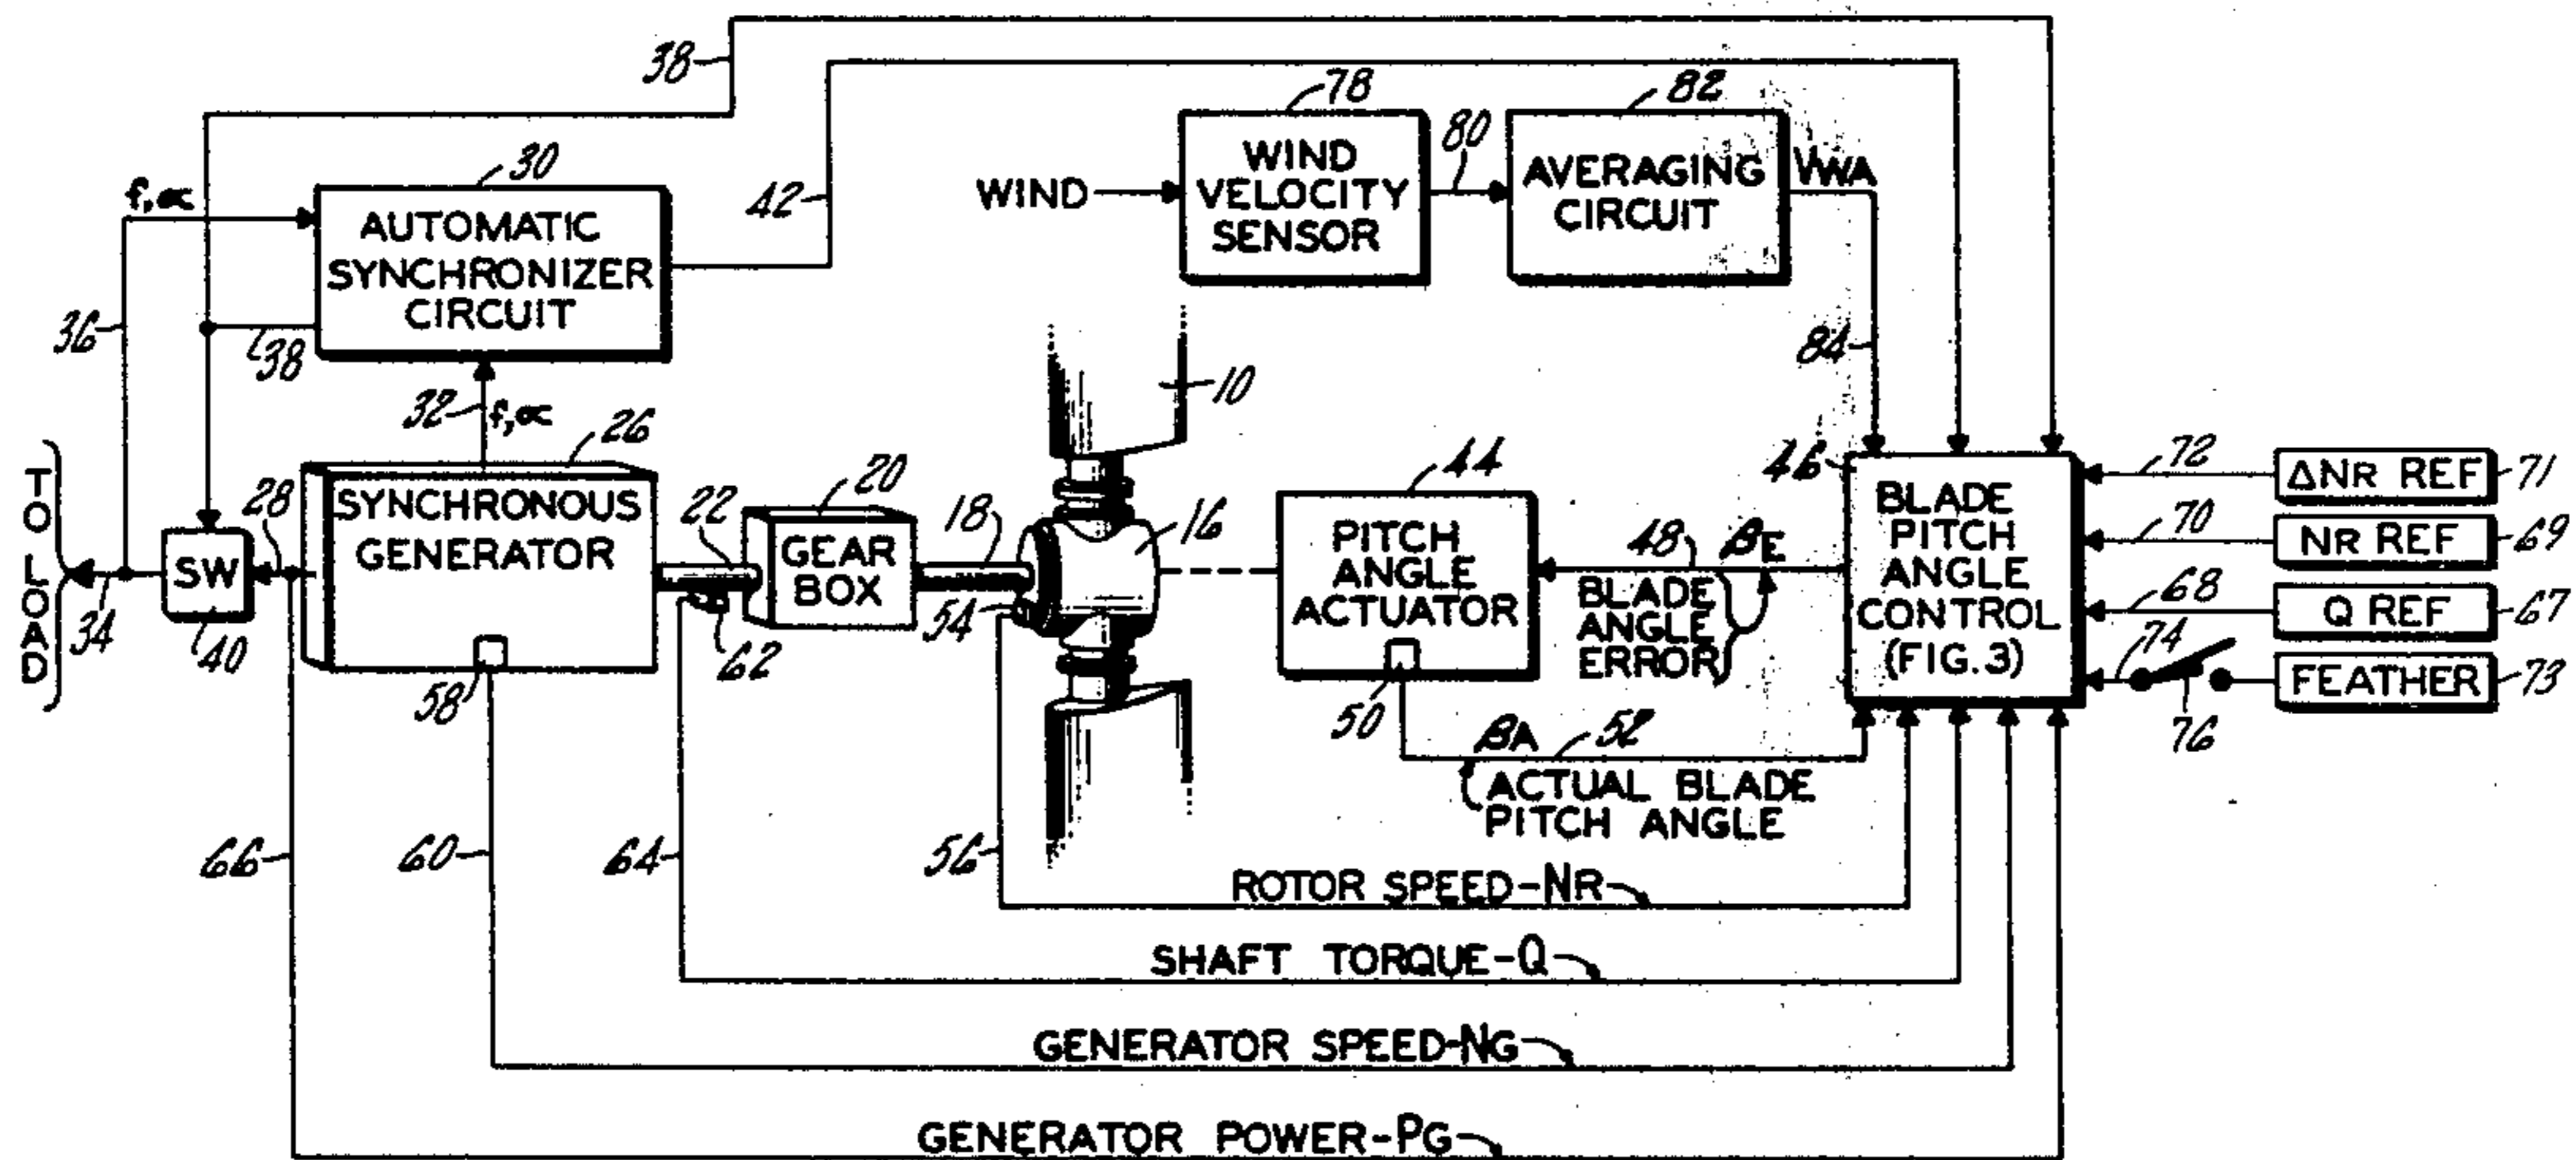 38
78
82
30
WIND
WIND VELOCITY SENSOR
80
AVERAGING CIRCUIT
VWA
f,∝
AUTOMATIC SYNCHRONIZER CIRCUIT
42
36
38
84
10
32
f,∝
26
TO LOAD
SYNCHRONOUS GENERATOR
28
SW
34
40
58
22
62
20
GEAR BOX
18
54
16
44
PITCH ANGLE ACTUATOR
50
48
βE
BLADE ANGLE ERROR
46
BLADE PITCH ANGLE CONTROL (FIG.3)
72
ΔNR REF
71
70
NR REF
69
68
Q REF
67
74
76
FEATHER
73
βA
52
ACTUAL BLADE PITCH ANGLE
66
60
64
56
ROTOR SPEED-NR
SHAFT TORQUE-Q
GENERATOR SPEED-NG
GENERATOR POWER-PG